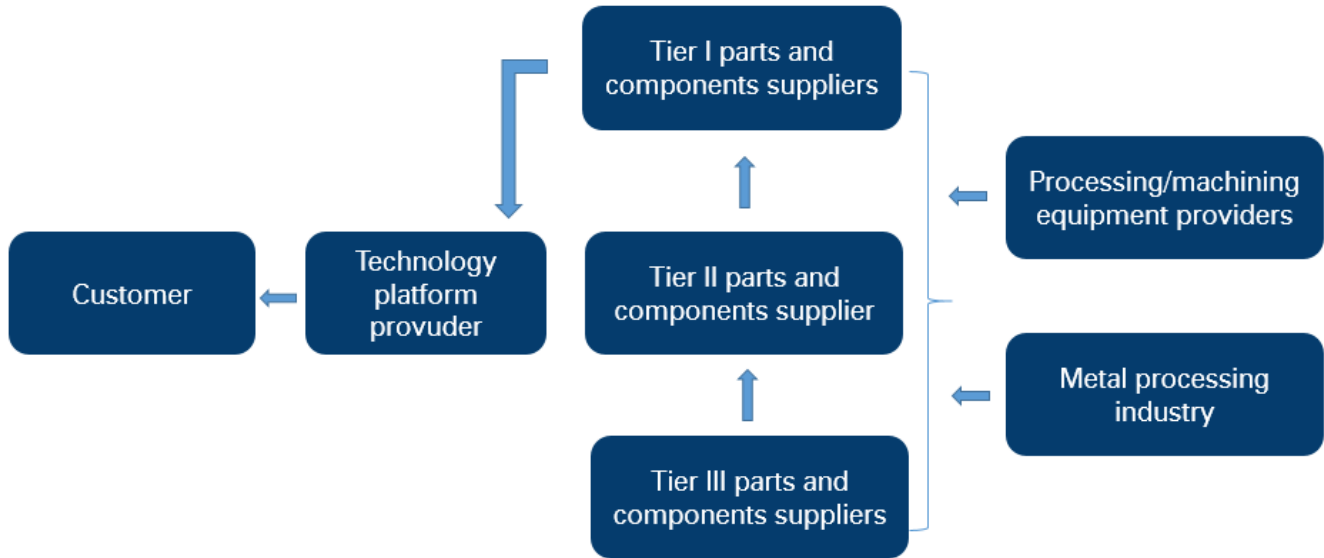 Tier I parts and
components suppliers
Processing/machining
equipment providers
Customer
Technology
platform
provuder
Tier II parts and
components supplier
Metal processing
industry
Tier III parts and
components suppliers